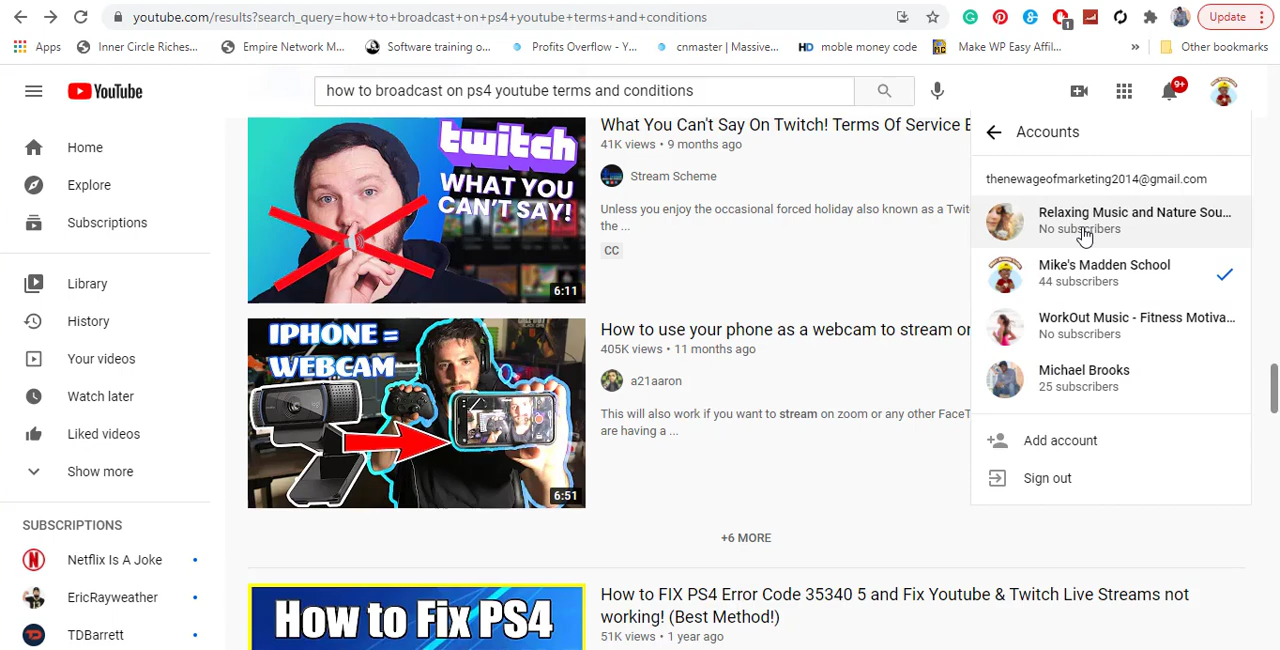 youtube.com/results?search_query=how+to+broadcast+on+ps4+youtube+terms+and+conditions
1
Update
Apps
Inner Circle Riches...
Empire Network M...
Software training o...
Profits Overflow - Y...
cnmaster | Massive...
HD
moble money code
Make WP Easy Affil...
»
Other bookmarks
YouTube
how to broadcast on ps4 youtube terms and conditions
9+
Home
Explore
Subscriptions
Library
History
Your videos
Watch later
Liked videos
Show more
SUBSCRIPTIONS
Netflix Is A Joke
EricRayweather
TDBarrett
twitch
WHAT YOU
CAN'T SAY!
6:11
What You Can't Say On Twitch! Terms Of Service E
41K views • 9 months ago
Stream Scheme
Unless you enjoy the occasional forced holiday also known as a Twit
the ...
CC
IPHONE =
WEBCAM
6:51
How to use your phone as a webcam to stream on
405K views • 11 months ago
a21aaron
This will also work if you want to stream on zoom or any other FaceT
are having a ...
+6 MORE
How to Fix PS4
How to FIX PS4 Error Code 35340 5 and Fix Youtube & Twitch Live Streams not
working! (Best Method!)
51K views • 1 year ago
Accounts
thenewageofmarketing2014@gmail.com
Relaxing Music and Nature Sou...
No subscribers
Mike's Madden School
44 subscribers
WorkOut Music - Fitness Motiva...
No subscribers
Michael Brooks
25 subscribers
Add account
Sign out